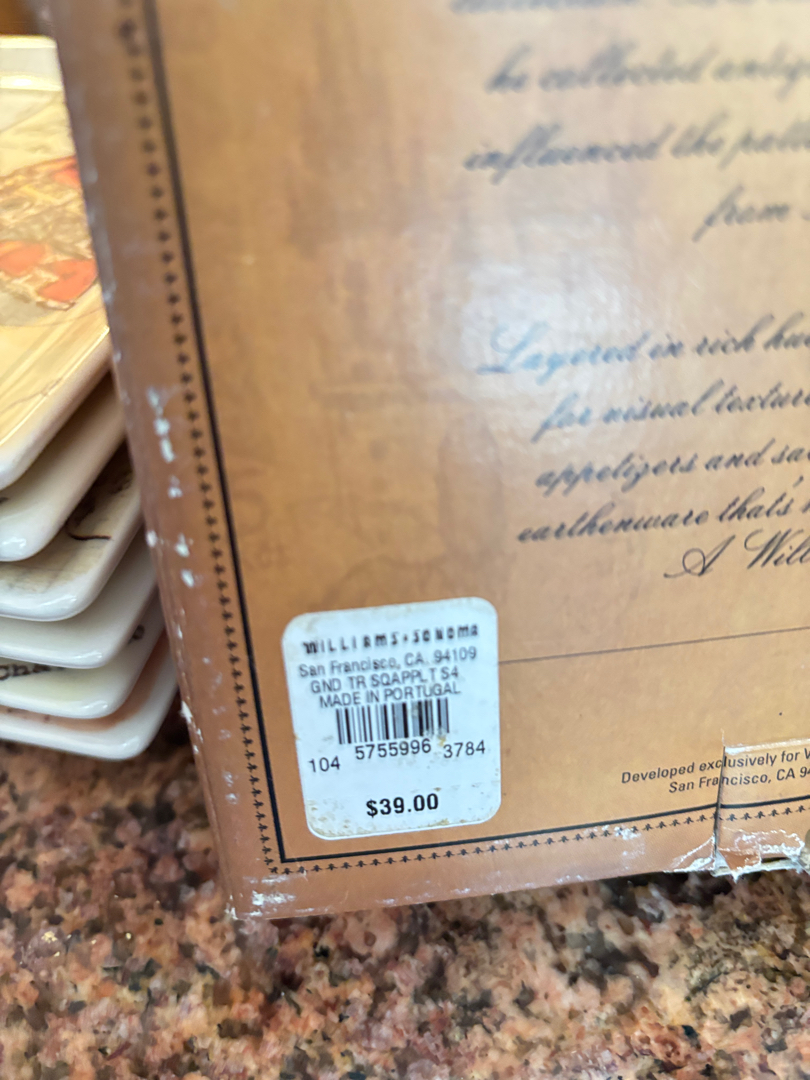 he collected antiq
influenced the pal
from
Layered in rich hu
for visual texture
appetizers and sa
earthenware that's
A Will
WILLIAMS-SONOMA
San Francisco, CA. 94109
GND TR SQAPPLT S4
MADE IN PORTUGAL
104 5755996 3784
$39.00
Developed exclusively for W
San Francisco, CA 94